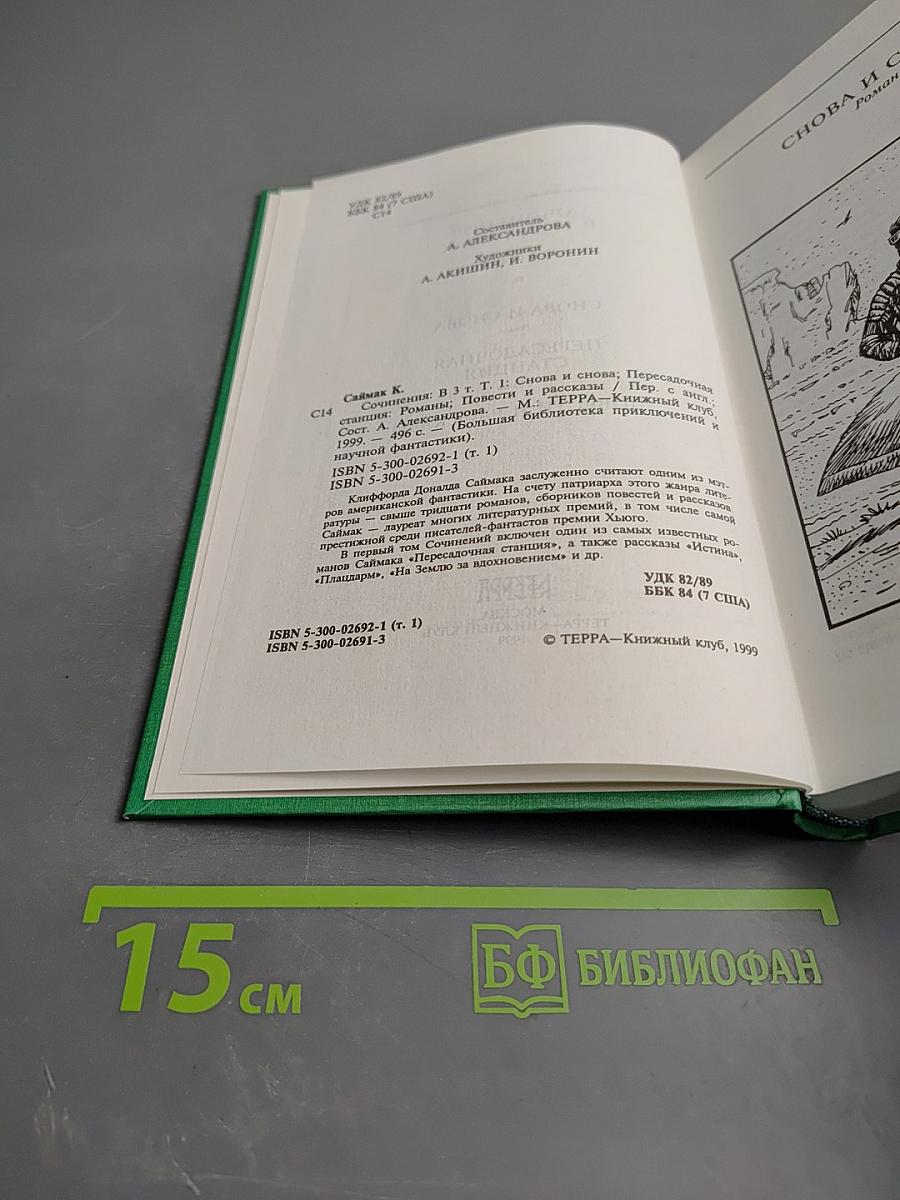 УДК 82/89
ББК 84 (7 США)
С14
Составитель
А. АЛЕКСАНДРОВА
Художники
А. АКИШИН, И. ВОРОНИН
Саймак К.
С14 Сочинения: В 3 т. Т. 1: Снова и снова; Пересадочная
станция: Романы; Повести и рассказы / Пер. с англ.;
Сост. А. Александрова. — М.: ТЕРРА—Книжный клуб,
1999. — 496 с. — (Большая библиотека приключений и
научной фантастики).
ISBN 5-300-02692-1 (т. 1)
ISBN 5-300-02691-3
Клиффорда Доналда Саймака заслуженно считают одним из мэт-
ров американской фантастики. На счету патриарха этого жанра лите-
ратуры — свыше тридцати романов, сборников повестей и рассказов.
Саймак — лауреат многих литературных премий, в том числе самой
престижной среди писателей-фантастов премии Хьюго.
В первый том Сочинений включен один из самых известных ро-
манов Саймака «Пересадочная станция», а также рассказы «Истина»,
«Плацдарм», «На Землю за вдохновением» и др.
УДК 82/89
ББК 84 (7 США)
ISBN 5-300-02692-1 (т. 1)
ISBN 5-300-02691-3
© ТЕРРА—Книжный клуб, 1999
СНОВА И С
Роман
15 см
БФ БИБЛИОФАН